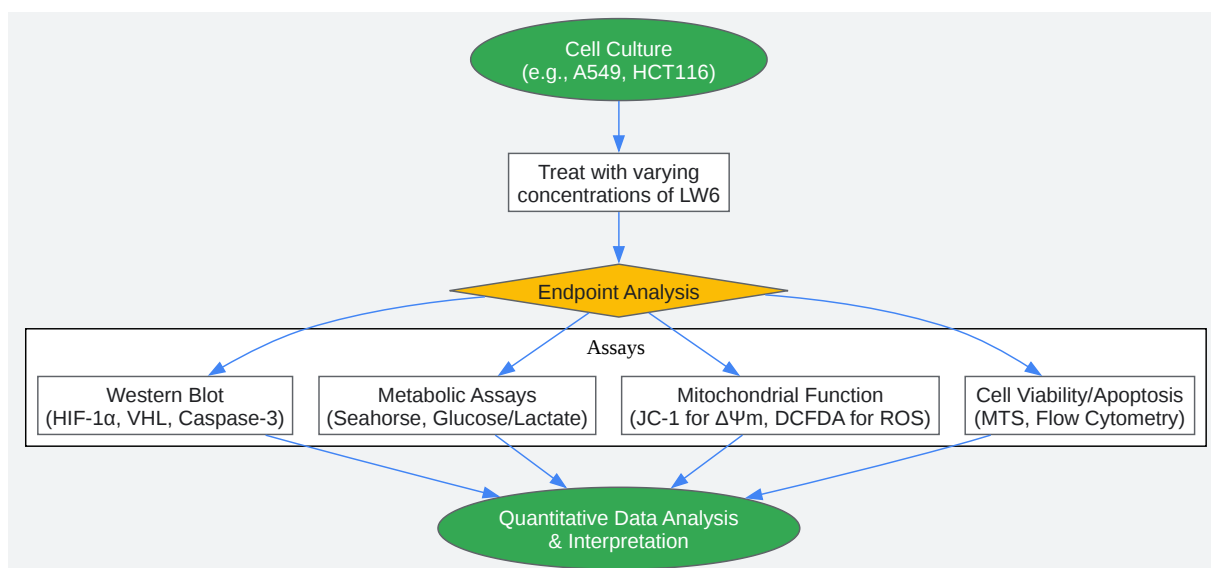 Cell Culture
(e.g., A549, HCT116)
Treat with varying
concentrations of LW6
Endpoint Analysis
Assays
Western Blot
(HIF-1α, VHL, Caspase-3)
Metabolic Assays
(Seahorse, Glucose/Lactate)
Mitochondrial Function
(JC-1 for ΔΨm, DCFDA for ROS)
Cell Viability/Apoptosis
(MTS, Flow Cytometry)
Quantitative Data Analysis
& Interpretation